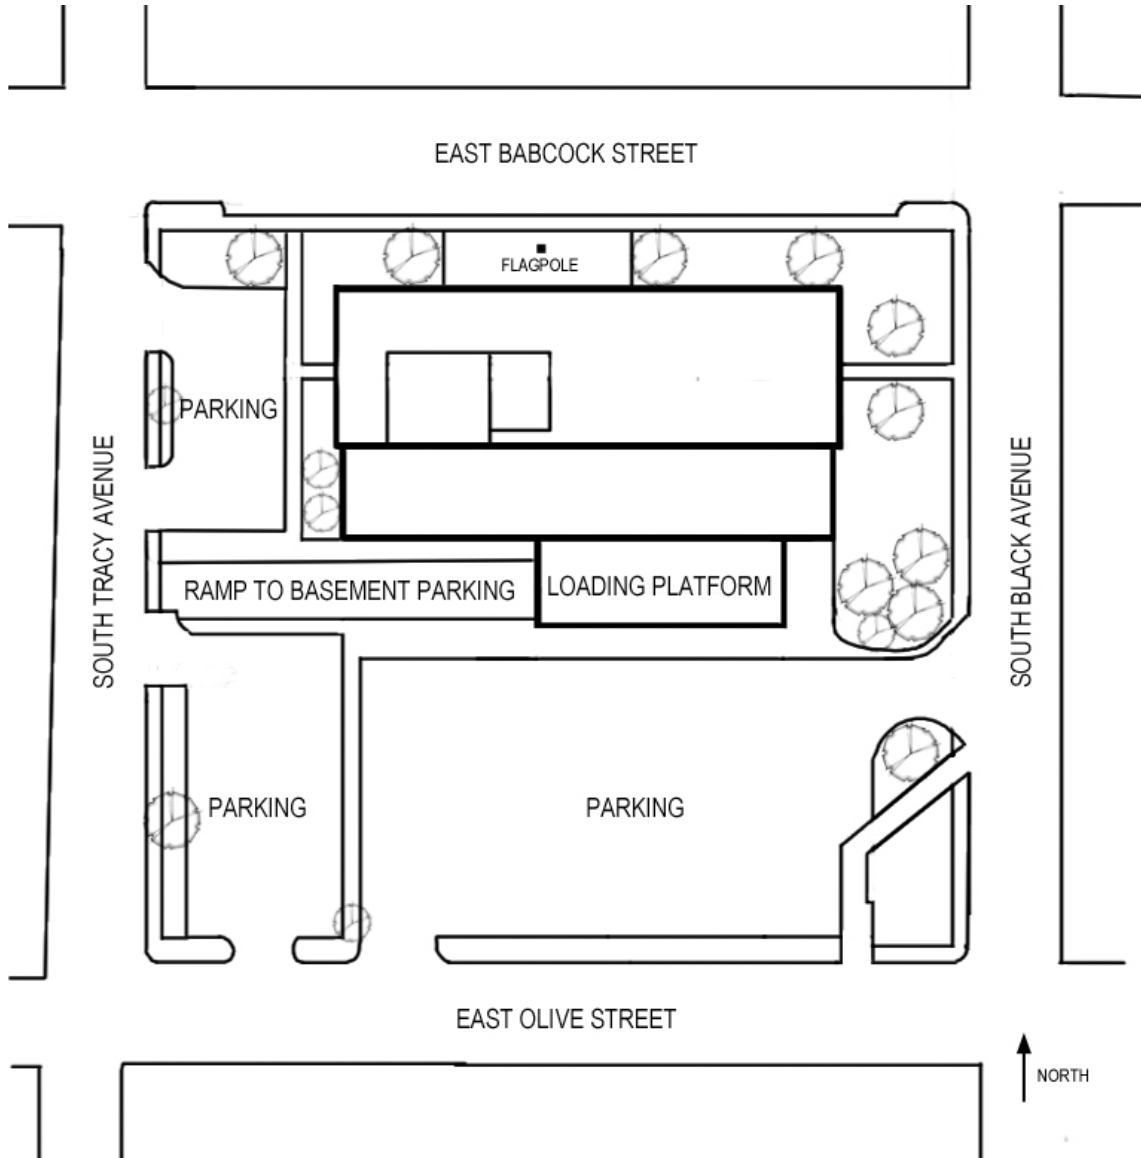 EAST BABCOCK STREET
FLAGPOLE
PARKING
SOUTH TRACY AVENUE
SOUTH BLACK AVENUE
RAMP TO BASEMENT PARKING
LOADING PLATFORM
PARKING
PARKING
EAST OLIVE STREET
NORTH